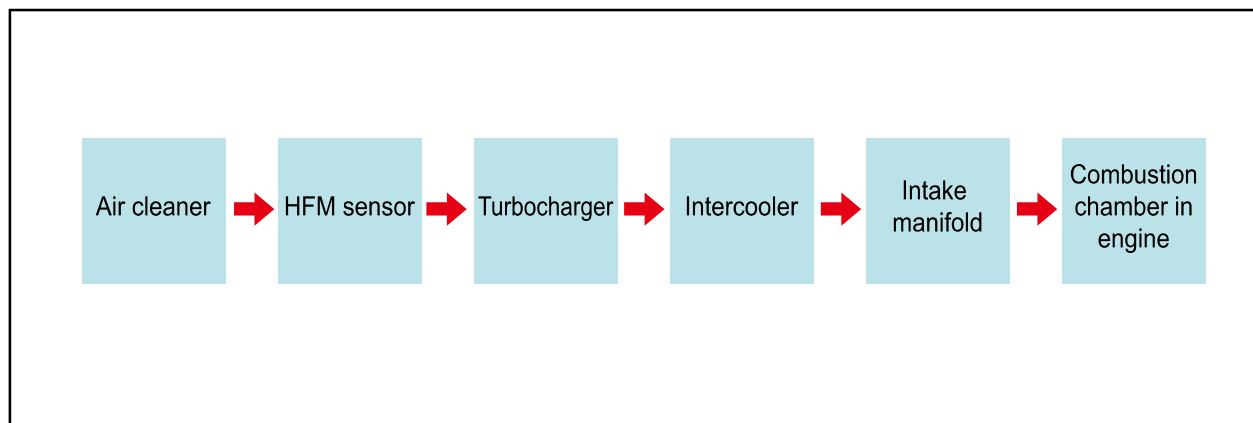 Air cleaner
HFM sensor
Turbocharger
Intercooler
Intake
manifold
Combustion
chamber in
engine